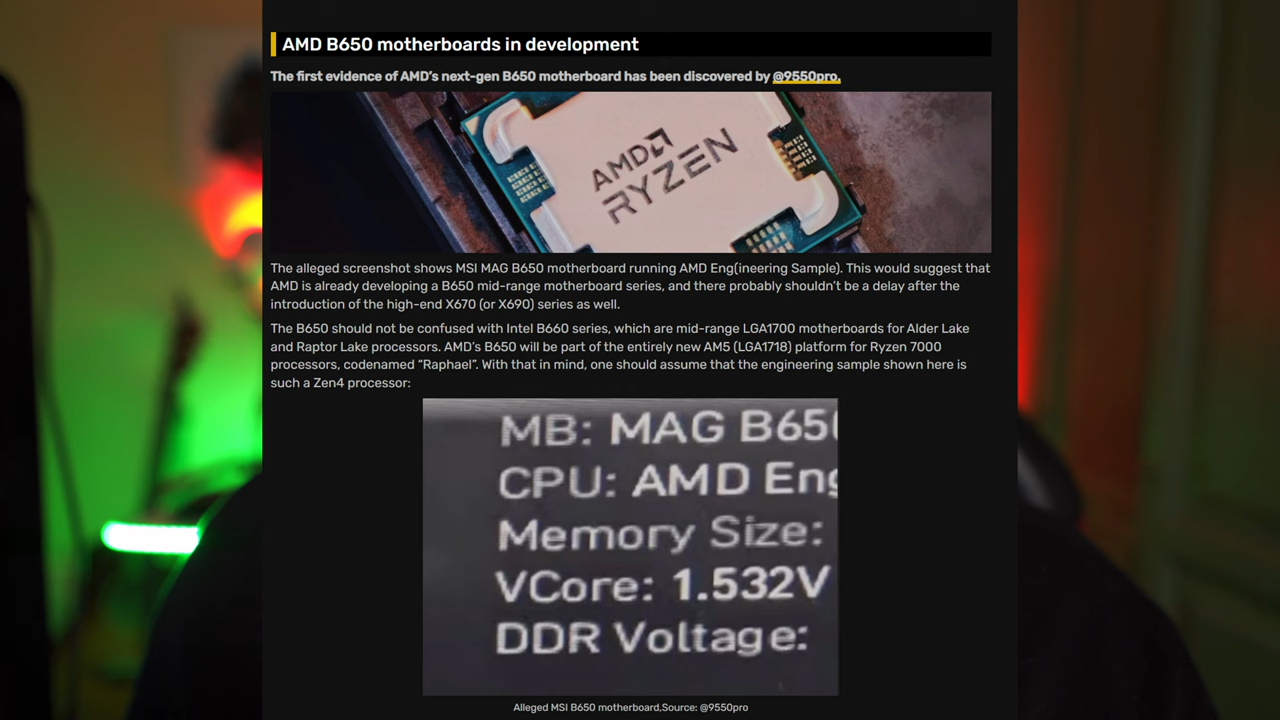 AMD B650 motherboards in development
The first evidence of AMD's next-gen B650 motherboard has been discovered by @9550pro.
AMD
RYZEN
The alleged screenshot shows MSI MAG B650 motherboard running AMD Eng(ineering Sample). This would suggest that
AMD is already developing a B650 mid-range motherboard series, and there probably shouldn't be a delay after the
introduction of the high-end X670 (or X690) series as well.
The B650 should not be confused with Intel B660 series, which are mid-range LGA1700 motherboards for Alder Lake
and Raptor Lake processors. AMD's B650 will be part of the entirely new AM5 (LGA1718) platform for Ryzen 7000
processors, codenamed "Raphael". With that in mind, one should assume that the engineering sample shown here is
such a Zen4 processor:
MB: MAG B650
CPU: AMD Eng
Memory Size:
VCore: 1.532V
DDR Voltage:
Alleged MSI B650 motherboard,Source: @9550pro